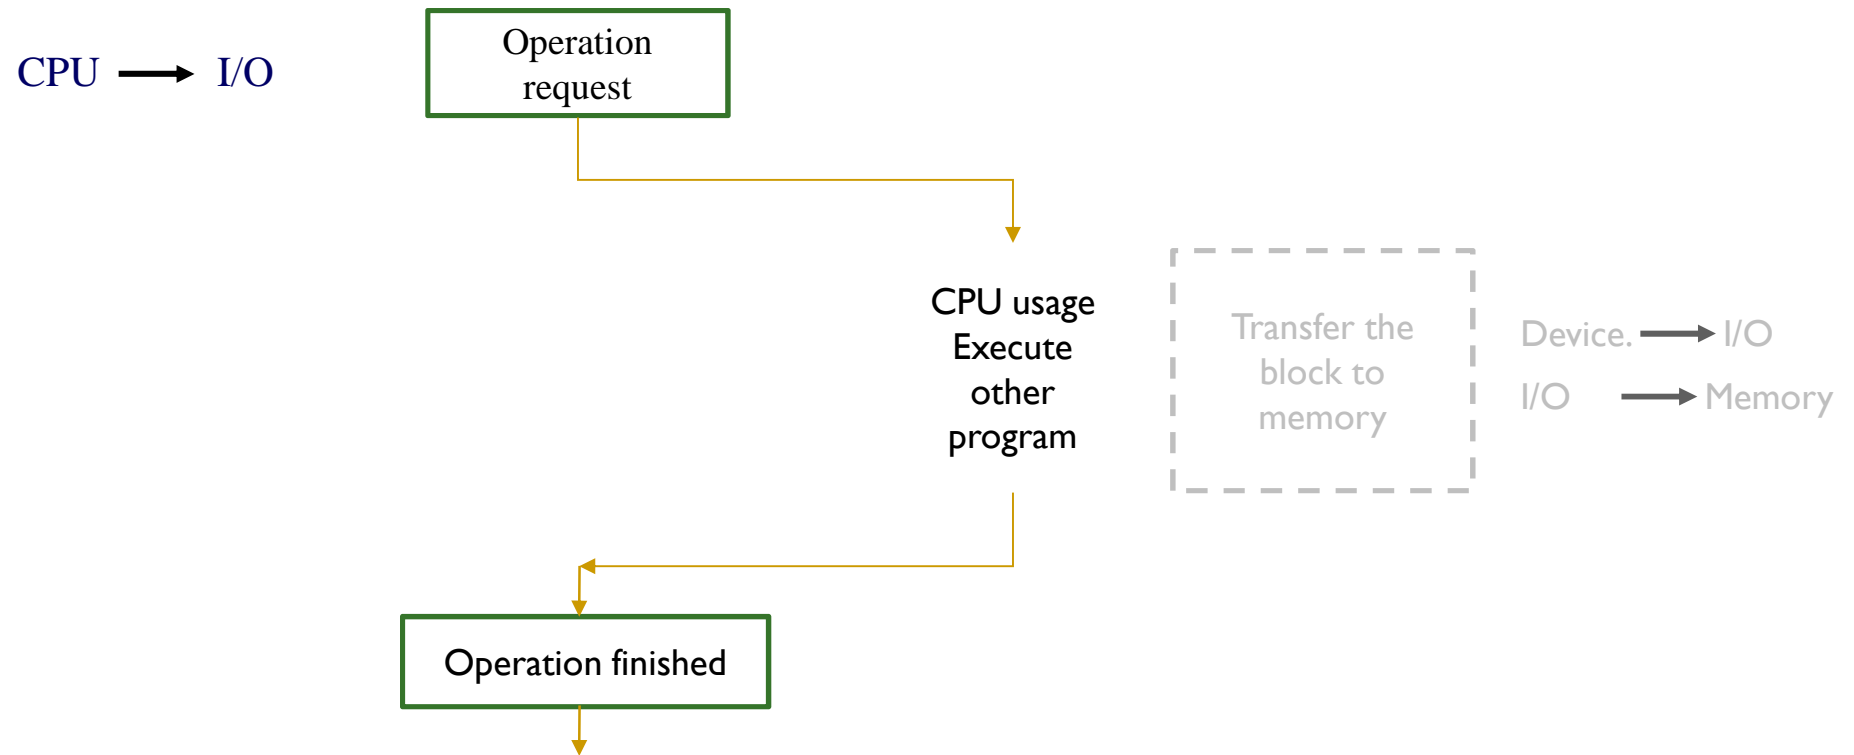 CPU I/O
Operation
request
CPU usage
Execute
other
program
Transfer the
block to
memory
Device. I/O
I/O Memory
Operation finished